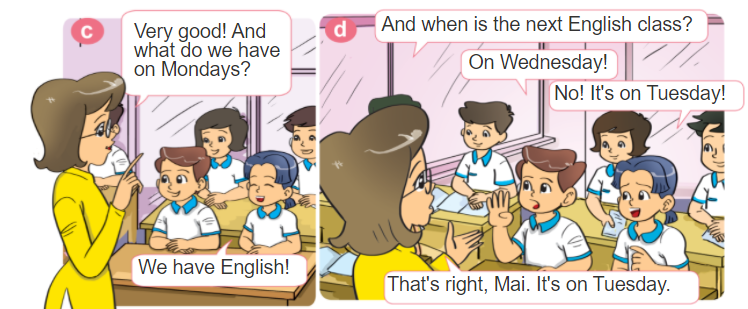 c
Very good! And
what do we have
on Mondays?
We have English!
d
And when is the next English class?
On Wednesday!
No! It's on Tuesday!
That's right, Mai. It's on Tuesday.